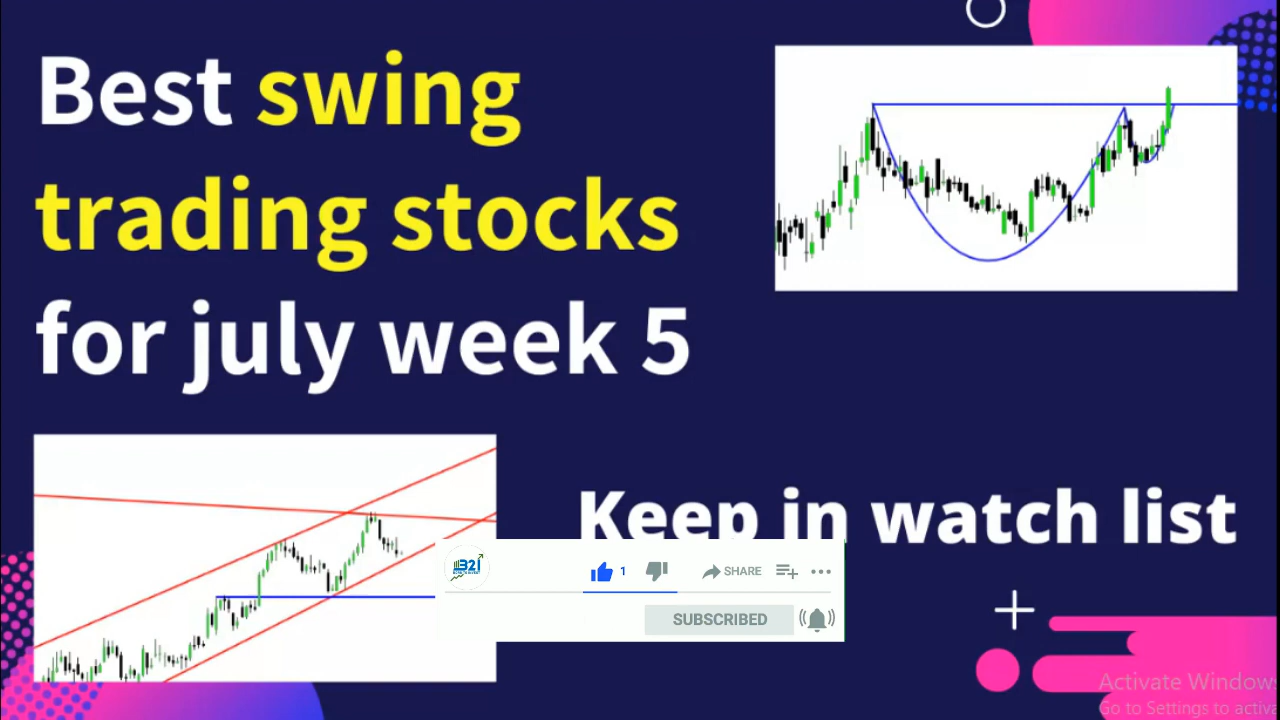 Best swing
trading stocks
for july week 5
Keep in watch list
321
1
SHARE
SUBSCRIBED
Activate Windows
Go to Settings to activa